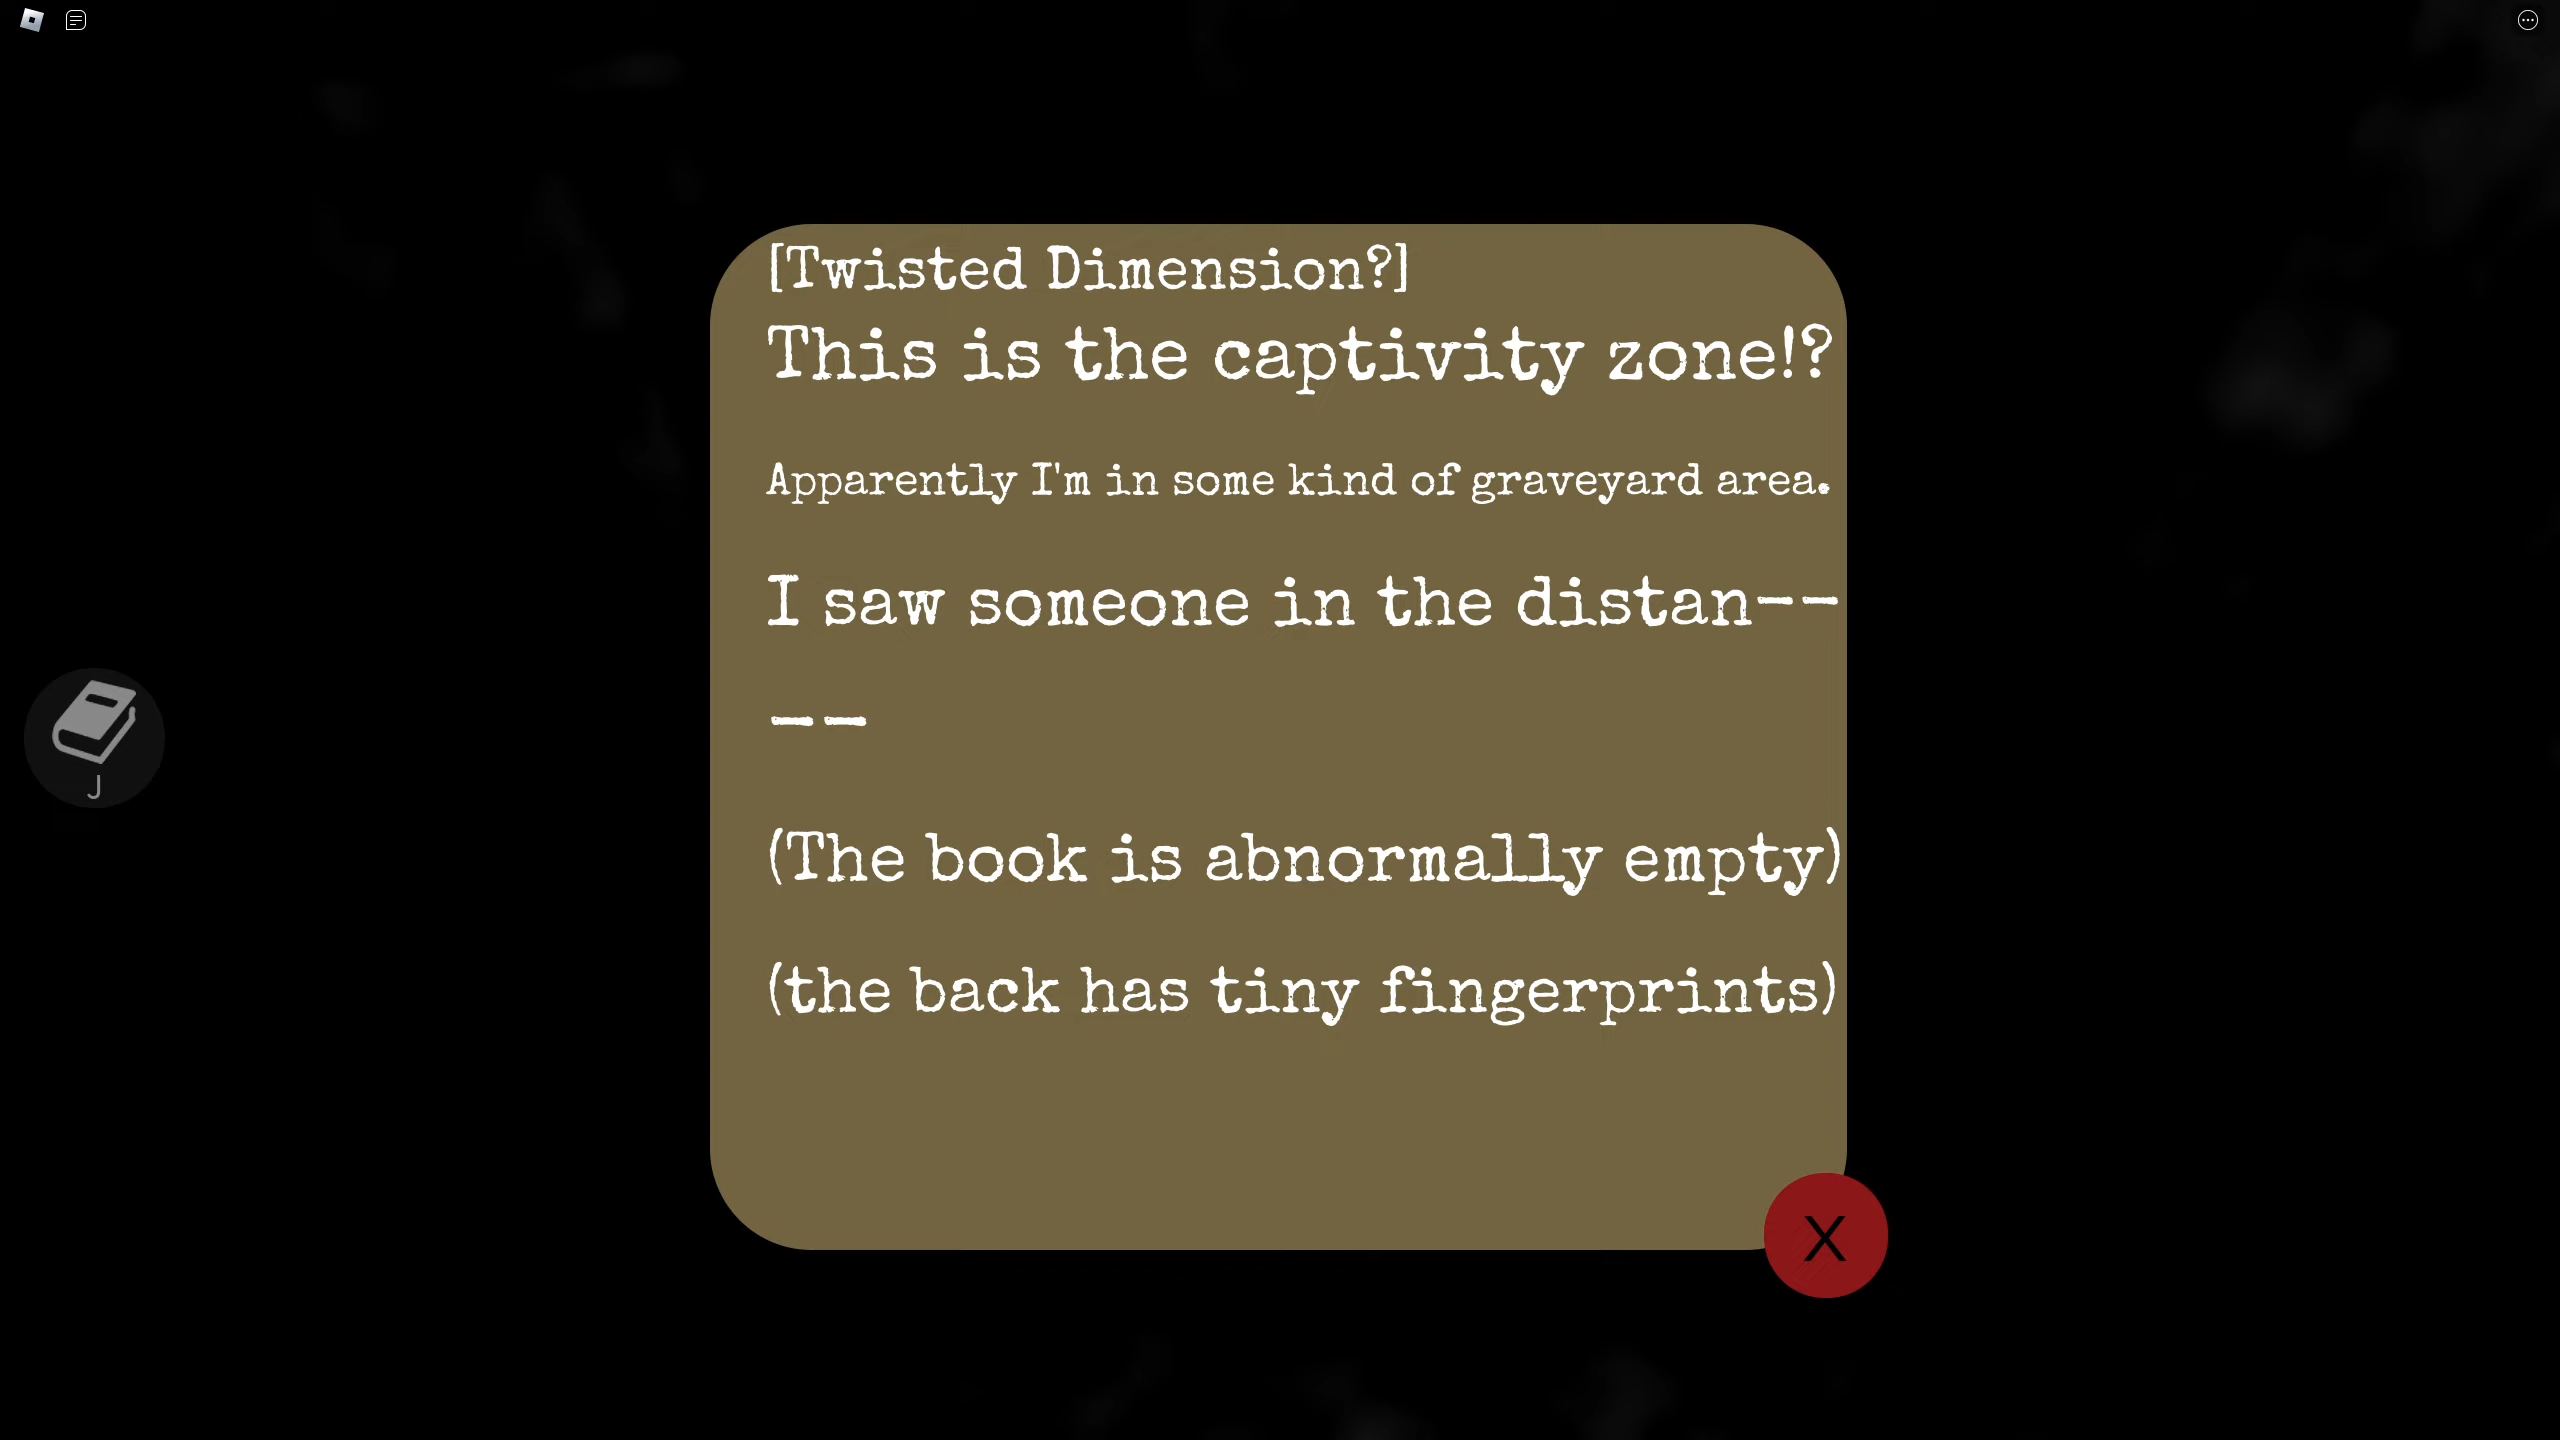 [Twisted Dimension?]
This is the captivity zone!?
Apparently I'm in some kind of graveyard area.
I saw someone in the distan--
--
(The book is abnormally empty)
(the back has tiny fingerprints)
J
X